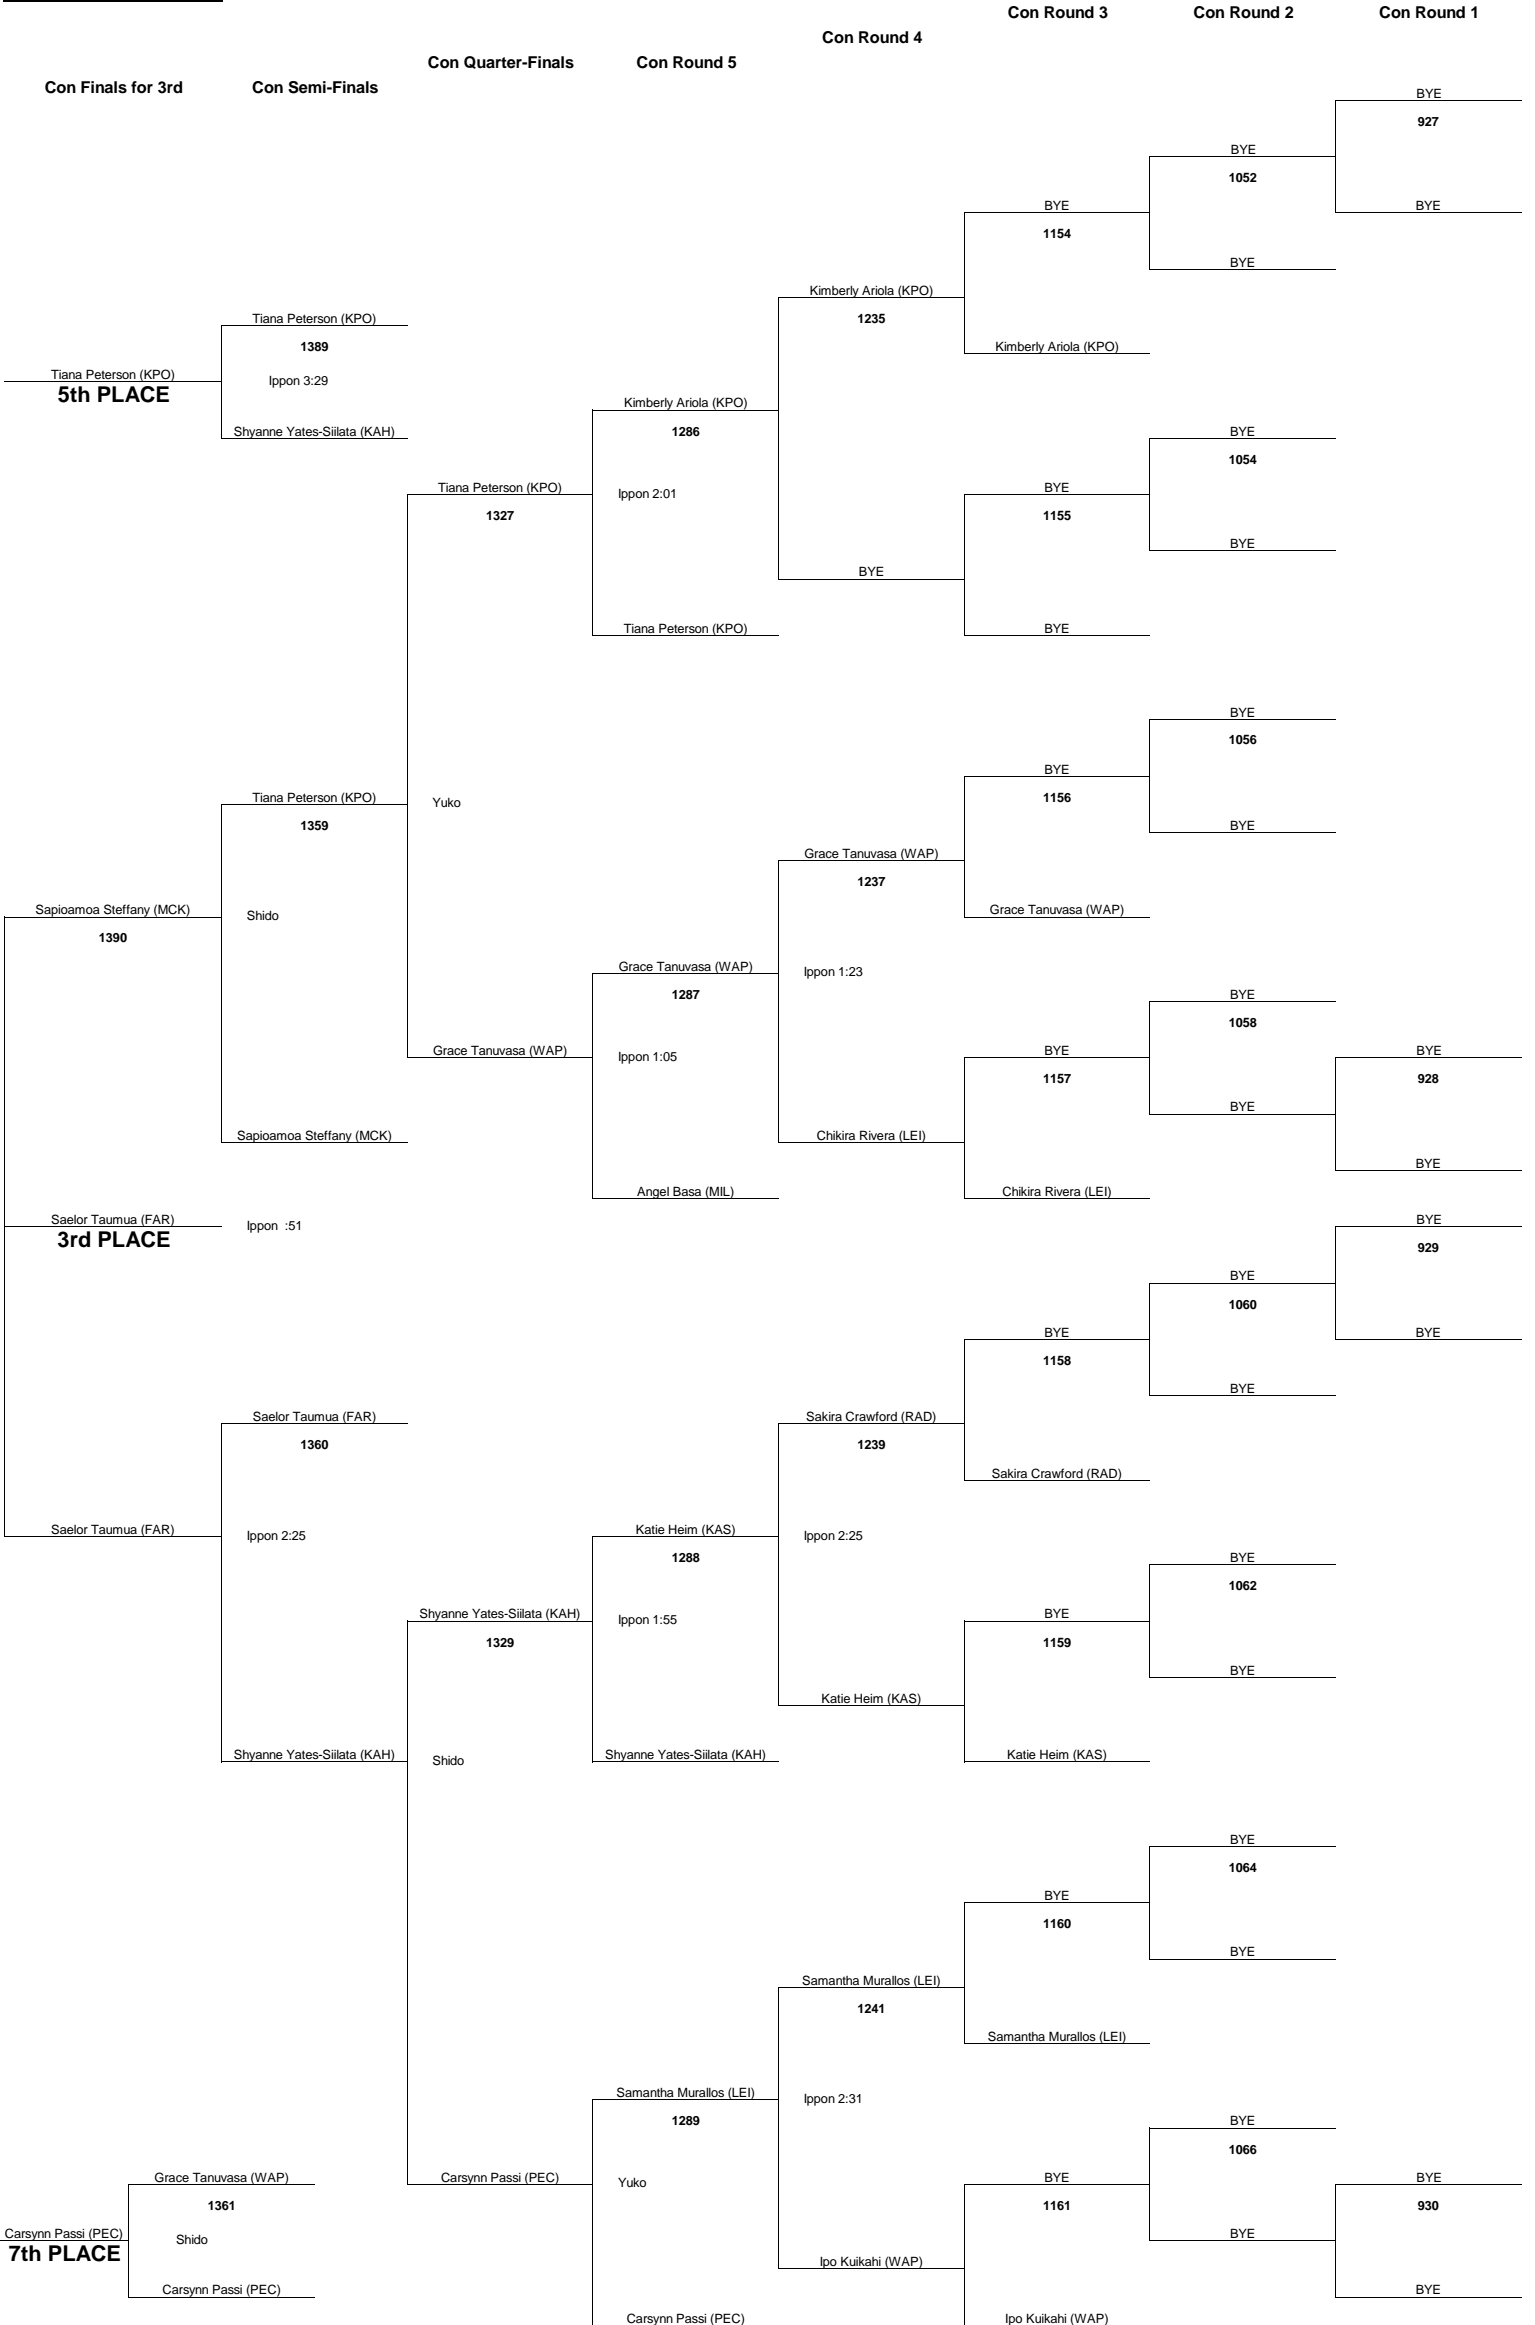 Con Round 3 Con Round 2 Con Round 1
Con Round 4
Con Quarter-Finals Con Round 5
Con Finals for 3rd Con Semi-Finals
BYE
927
BYE
1052
BYE BYE
1154
BYE
Kimberly Ariola (KPO)
Tiana Peterson (KPO) 1235
1389 Kimberly Ariola (KPO)
Tiana Peterson (KPO) Ippon 3:29
5th PLACE
Kimberly Ariola (KPO)
Shyanne Yates-Siilata (KAH) 1286 BYE
1054
Tiana Peterson (KPO) Ippon 2:01 BYE
1327 1155
BYE
BYE
Tiana Peterson (KPO) BYE
BYE
1056
BYE
Tiana Peterson (KPO) Yuko 1156
1359 BYE
Grace Tanuvasa (WAP)
1237
Sapioamoa Steffany (MCK) Shido Grace Tanuvasa (WAP)
1390
Grace Tanuvasa (WAP) Ippon 1:23
1287 BYE
1058
Grace Tanuvasa (WAP) Ippon 1:05 BYE BYE
1157 928
BYE
Sapioamoa Steffany (MCK) Chikira Rivera (LEI)
BYE
Angel Basa (MIL) Chikira Rivera (LEI)
Saelor Taumua (FAR) Ippon :51 BYE
3rd PLACE
929
BYE
1060
BYE BYE
1158
BYE
Saelor Taumua (FAR) Sakira Crawford (RAD)
1360 1239
Sakira Crawford (RAD)
Saelor Taumua (FAR) Ippon 2:25 Katie Heim (KAS) Ippon 2:25
1288 BYE
1062
Shyanne Yates-Siilata (KAH) Ippon 1:55 BYE
1329 1159
BYE
Katie Heim (KAS)
Shyanne Yates-Siilata (KAH) Shido Shyanne Yates-Siilata (KAH) Katie Heim (KAS)
BYE
1064
BYE
1160
BYE
Samantha Murallos (LEI)
1241
Samantha Murallos (LEI)
Samantha Murallos (LEI) Ippon 2:31
1289 BYE
1066
Grace Tanuvasa (WAP) Carsynn Passi (PEC) Yuko BYE BYE
1361 1161 930
Carsynn Passi (PEC) Shido BYE
7th PLACE
Ipo Kuikahi (WAP)
Carsynn Passi (PEC) BYE
Carsynn Passi (PEC) Ipo Kuikahi (WAP)